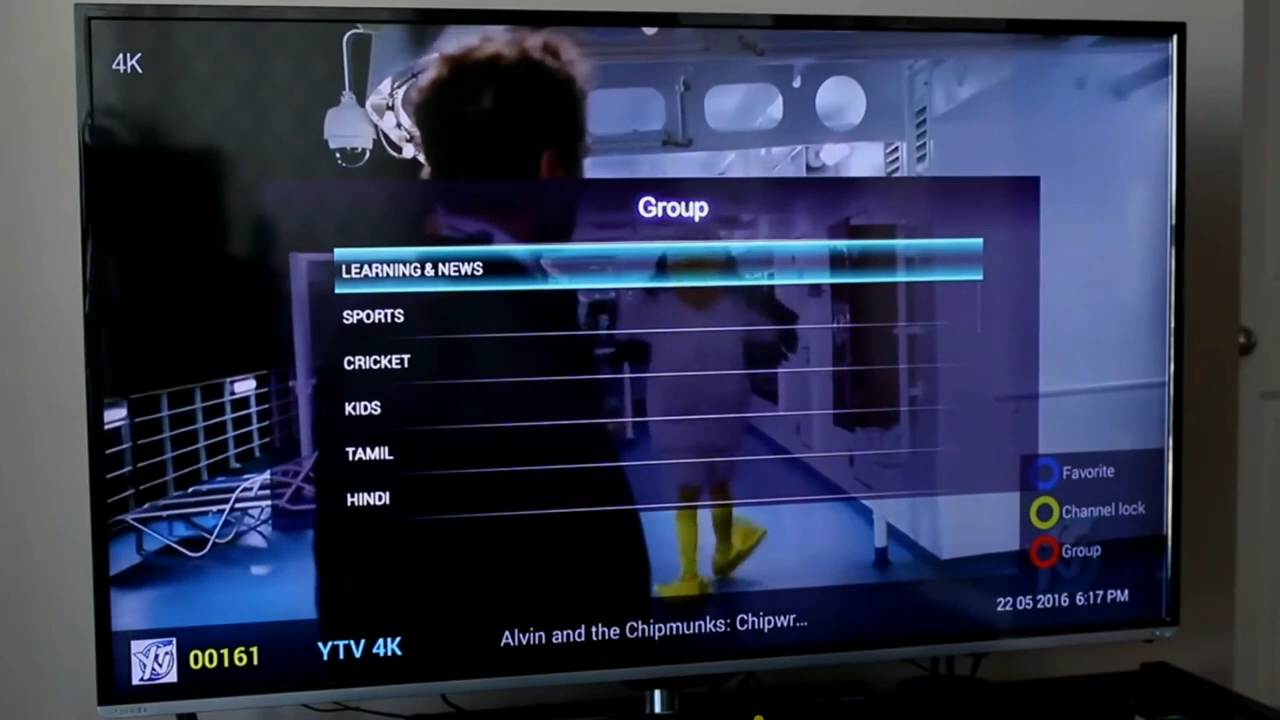 4K
Group
LEARNING & NEWS
SPORTS
CRICKET
KIDS
TAMIL
HINDI
Favorite
Channel lock
Group
22 05 2016 6:17 PM
YTV
00161
YTV 4K
Alvin and the Chipmunks: Chipwr...